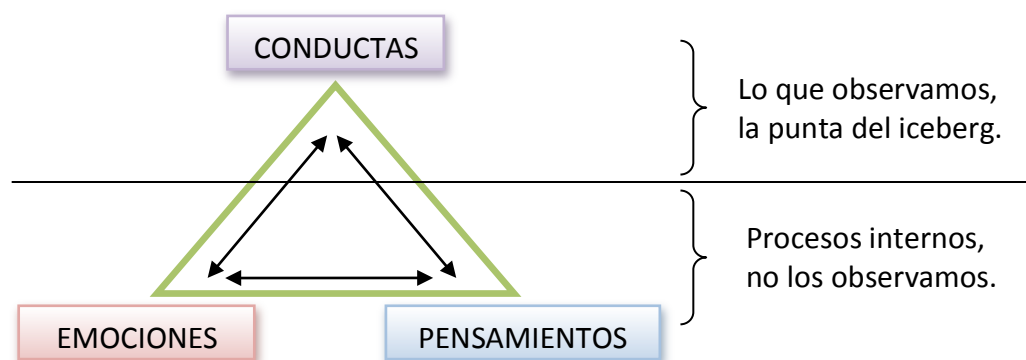 CONDUCTAS
Lo que observamos,
la punta del iceberg.
Procesos internos,
no los observamos.
EMOCIONES
PENSAMIENTOS